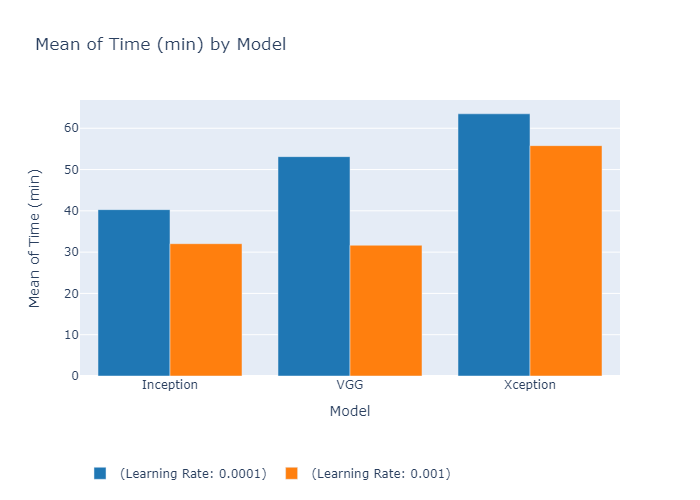 Mean of Time (min) by Model
Mean of Time (min)
60
50
40
30
20
10
0
Inception
VGG
Xception
Model
(Learning Rate: 0.0001)
(Learning Rate: 0.001)